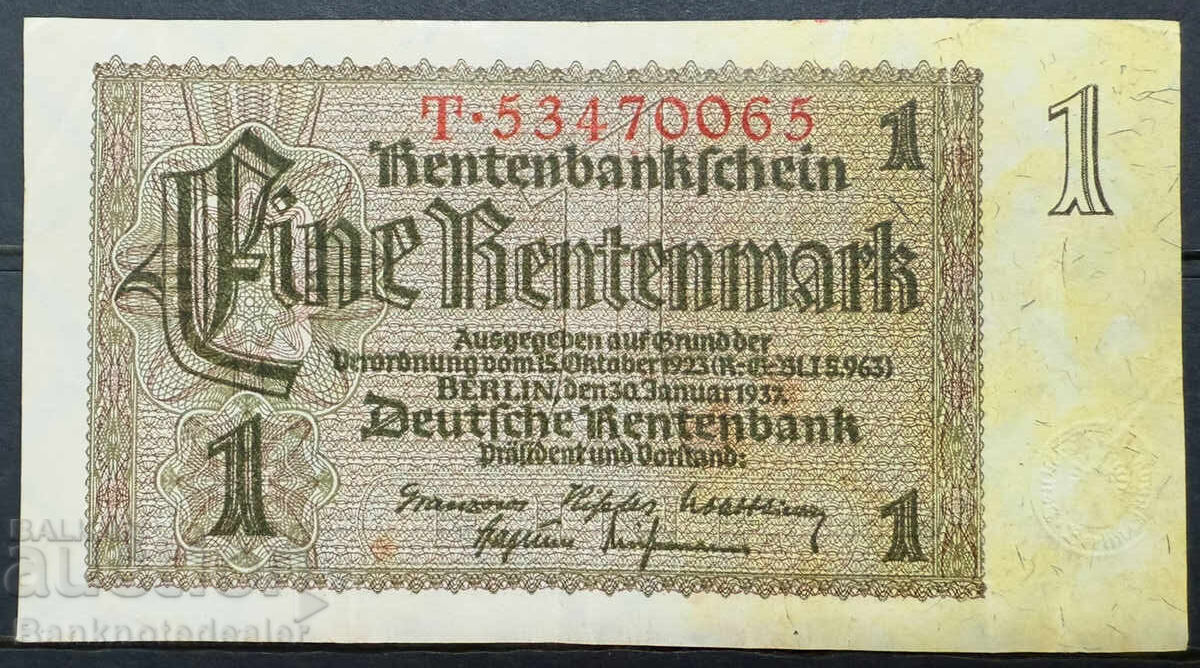 T·53470065
1
1
Rentenbankschein
Eine Rentenmark
Ausgegeben auf Grund der
Verordnung vom 15. Oktober 1923 (R.-G.-Bl. I S. 963)
BERLIN, den 30. Januar 1937.
Deutsche Rentenbank
Präsident und Vorstand:
1
1
Banknotedealer